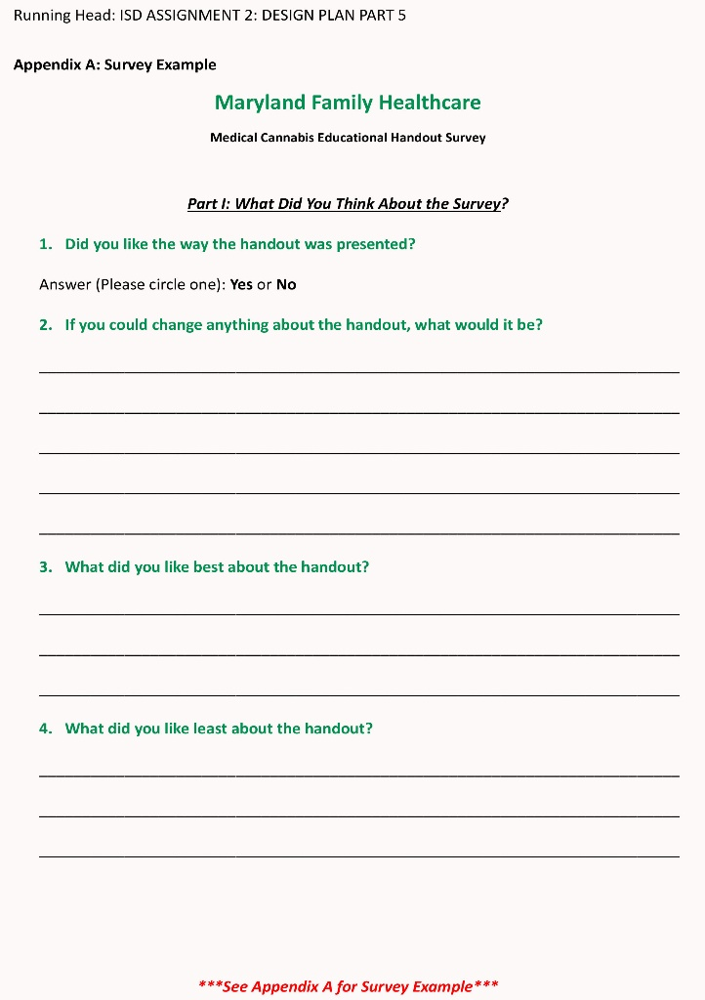 Running Head: ISD ASSIGNMENT 2: DESIGN PLAN PART 5
Appendix A: Survey Example
Maryland Family Healthcare
Medical Cannabis Educational Handout Survey
Part I: What Did You Think About the Survey?
1. Did you like the way the handout was presented?
Answer (Please circle one): Yes or No
2. If you could change anything about the handout, what would it be?
3. What did you like best about the handout?
4. What did you like least about the handout?
***See Appendix A for Survey Example***